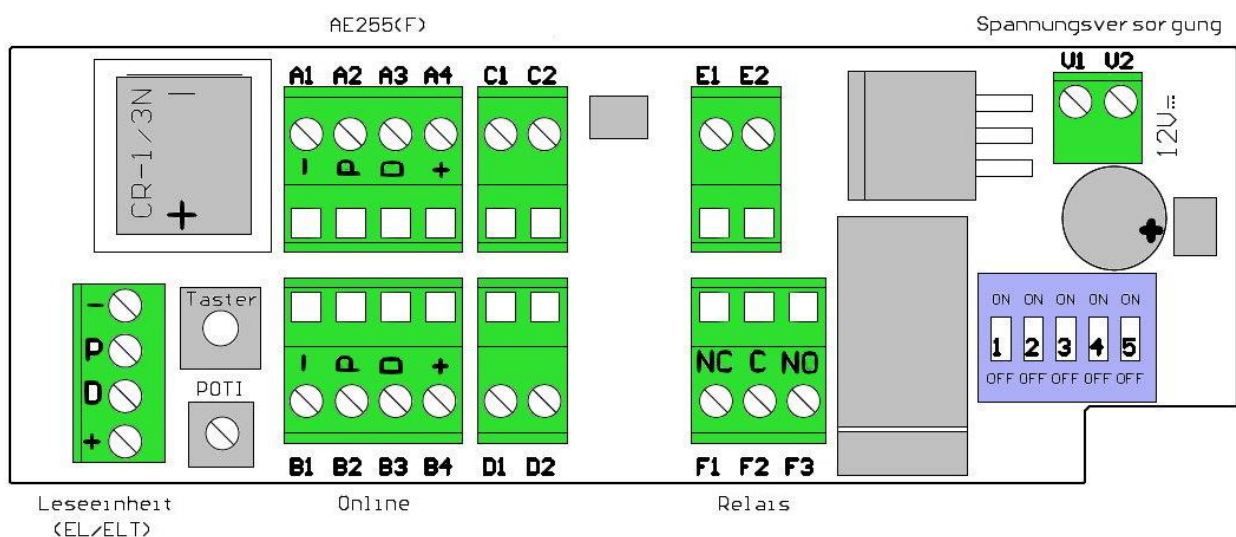 AE255(F)
Spannungsversorgung
A1 A2 A3 A4 C1 C2
E1 E2
V1 V2
12V
CR-1/3N
- P D +
Taster
POTI
- P D +
- P D +
NC C NO
ON ON ON ON ON
1 2 3 4 5
OFF OFF OFF OFF OFF
B1 B2 B3 B4 D1 D2
F1 F2 F3
Leseeinheit
(EL/ELT)
Online
Relais